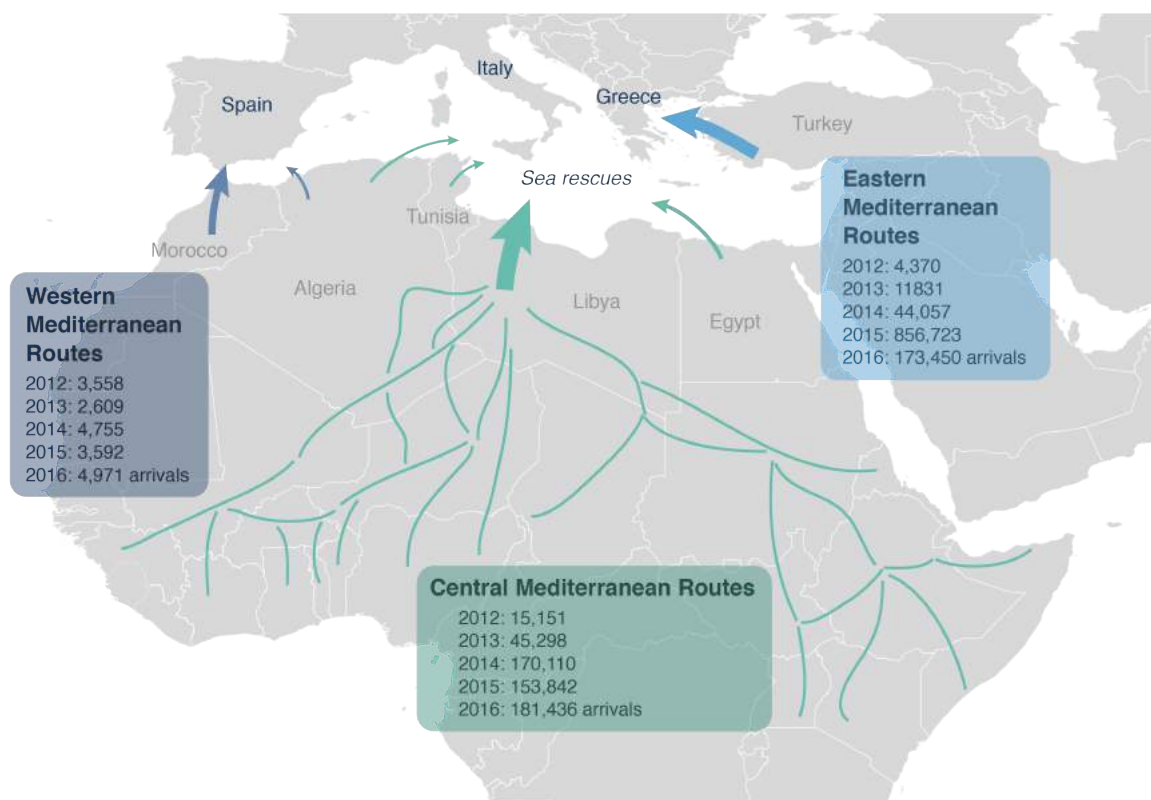 Italy
Spain
Greece
Turkey
Sea rescues
Tunisia
Morocco
Algeria
Libya
Egypt
Eastern
Mediterranean
Routes
2012: 4,370
2013: 11831
2014: 44,057
2015: 856,723
2016: 173,450 arrivals
Western
Mediterranean
Routes
2012: 3,558
2013: 2,609
2014: 4,755
2015: 3,592
2016: 4,971 arrivals
Central Mediterranean Routes
2012: 15,151
2013: 45,298
2014: 170,110
2015: 153,842
2016: 181,436 arrivals